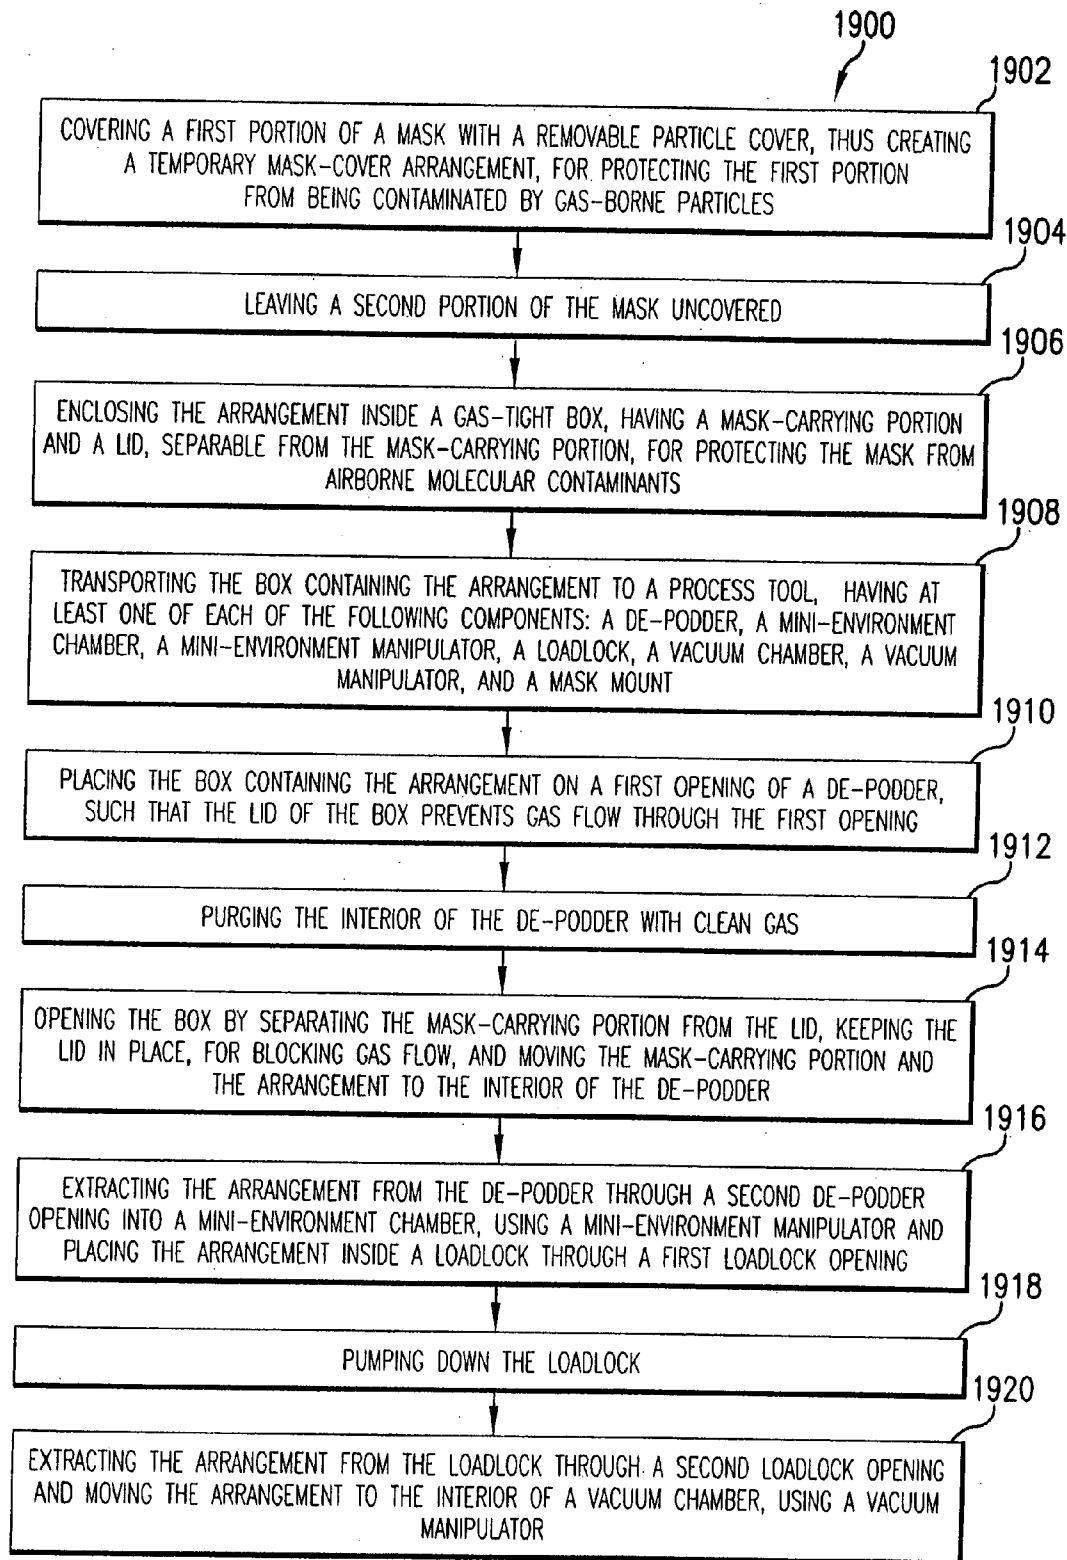 1900
1902
COVERING A FIRST PORTION OF A MASK WITH A REMOVABLE PARTICLE COVER, THUS CREATING
A TEMPORARY MASK-COVER ARRANGEMENT, FOR PROTECTING THE FIRST PORTION
FROM BEING CONTAMINATED BY GAS-BORNE PARTICLES
1904
LEAVING A SECOND PORTION OF THE MASK UNCOVERED
1906
ENCLOSING THE ARRANGEMENT INSIDE A GAS-TIGHT BOX, HAVING A MASK-CARRYING PORTION
AND A LID, SEPARABLE FROM THE MASK-CARRYING PORTION, FOR PROTECTING THE MASK FROM
AIRBORNE MOLECULAR CONTAMINANTS
1908
TRANSPORTING THE BOX CONTAINING THE ARRANGEMENT TO A PROCESS TOOL, HAVING AT
LEAST ONE OF EACH OF THE FOLLOWING COMPONENTS: A DE-PODDER, A MINI-ENVIRONMENT
CHAMBER, A MINI-ENVIRONMENT MANIPULATOR, A LOADLOCK, A VACUUM CHAMBER, A VACUUM
MANIPULATOR, AND A MASK MOUNT
1910
PLACING THE BOX CONTAINING THE ARRANGEMENT ON A FIRST OPENING OF A DE-PODDER,
SUCH THAT THE LID OF THE BOX PREVENTS GAS FLOW THROUGH THE FIRST OPENING
1912
PURGING THE INTERIOR OF THE DE-PODDER WITH CLEAN GAS
1914
OPENING THE BOX BY SEPARATING THE MASK-CARRYING PORTION FROM THE LID, KEEPING THE
LID IN PLACE, FOR BLOCKING GAS FLOW, AND MOVING THE MASK-CARRYING PORTION AND
THE ARRANGEMENT TO THE INTERIOR OF THE DE-PODDER
1916
EXTRACTING THE ARRANGEMENT FROM THE DE-PODDER THROUGH A SECOND DE-PODDER
OPENING INTO A MINI-ENVIRONMENT CHAMBER, USING A MINI-ENVIRONMENT MANIPULATOR AND
PLACING THE ARRANGEMENT INSIDE A LOADLOCK THROUGH A FIRST LOADLOCK OPENING
1918
PUMPING DOWN THE LOADLOCK
1920
EXTRACTING THE ARRANGEMENT FROM THE LOADLOCK THROUGH A SECOND LOADLOCK OPENING
AND MOVING THE ARRANGEMENT TO THE INTERIOR OF A VACUUM CHAMBER, USING A VACUUM
MANIPULATOR